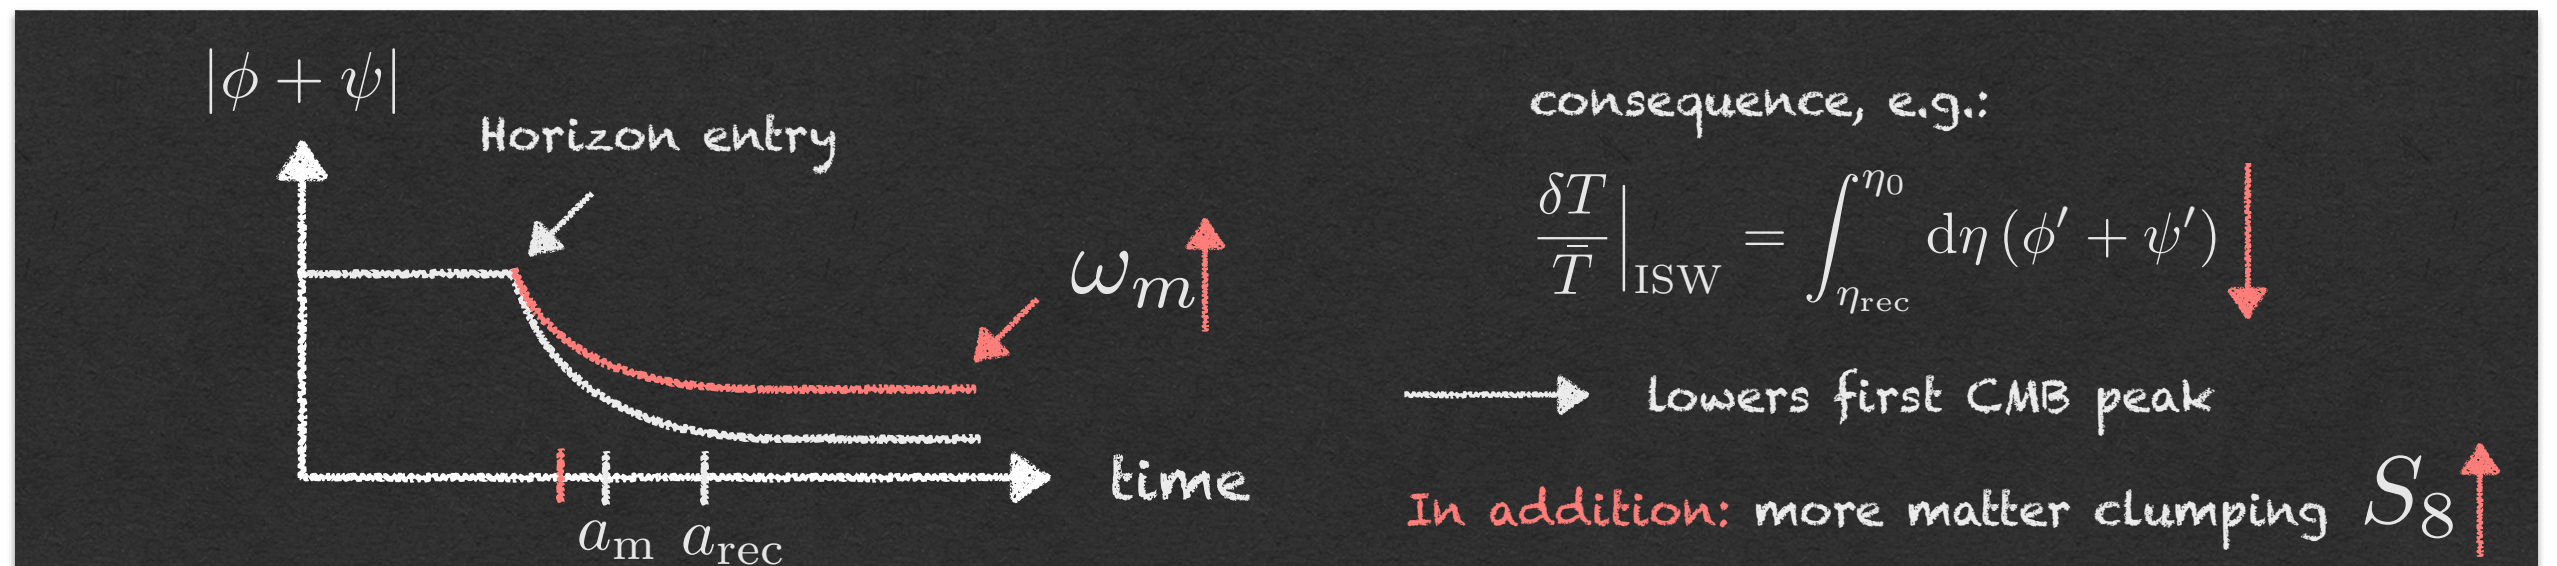 |ϕ + ψ|
Horizon entry
ω_m
time
a_m
a_rec
consequence, e.g.:
δT/T̄ |_ISW = ∫_{η_rec}^{η_0} dη (ϕ′ + ψ′)
lowers first CMB peak
In addition: more matter clumping S_8